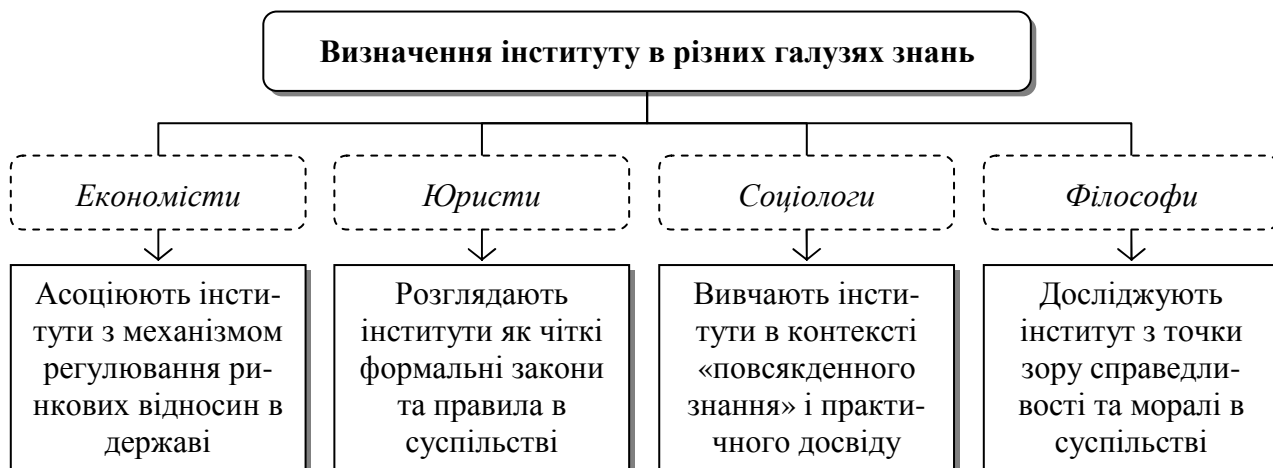 Визначення інституту в різних галузях знань
Економісти
Юристи
Соціологи
Філософи
Асоціюють інсти-
тути з механізмом
регулювання ри-
нкових відносин в
державі
Розглядають
інститути як чіткі
формальні закони
та правила в
суспільстві
Вивчають інсти-
тути в контексті
«повсякденного
знання» і практи-
чного досвіду
Досліджують
інститут з точки
зору справедли-
вості та моралі в
суспільстві